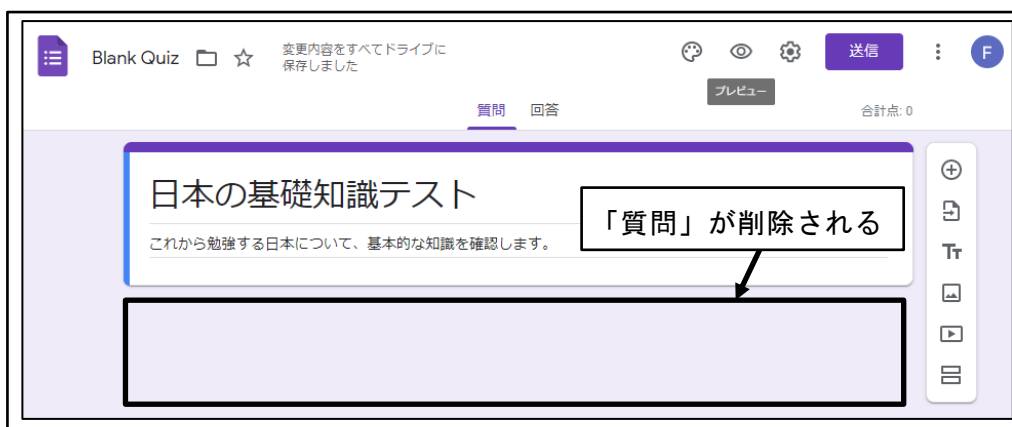 Blank Quiz
変更内容をすべてドライブに
保存しました
送信
F
プレビュー
質問 回答
合計点: 0
日本の基礎知識テスト
「質問」が削除される
これから勉強する日本について、基本的な知識を確認します。
Tт